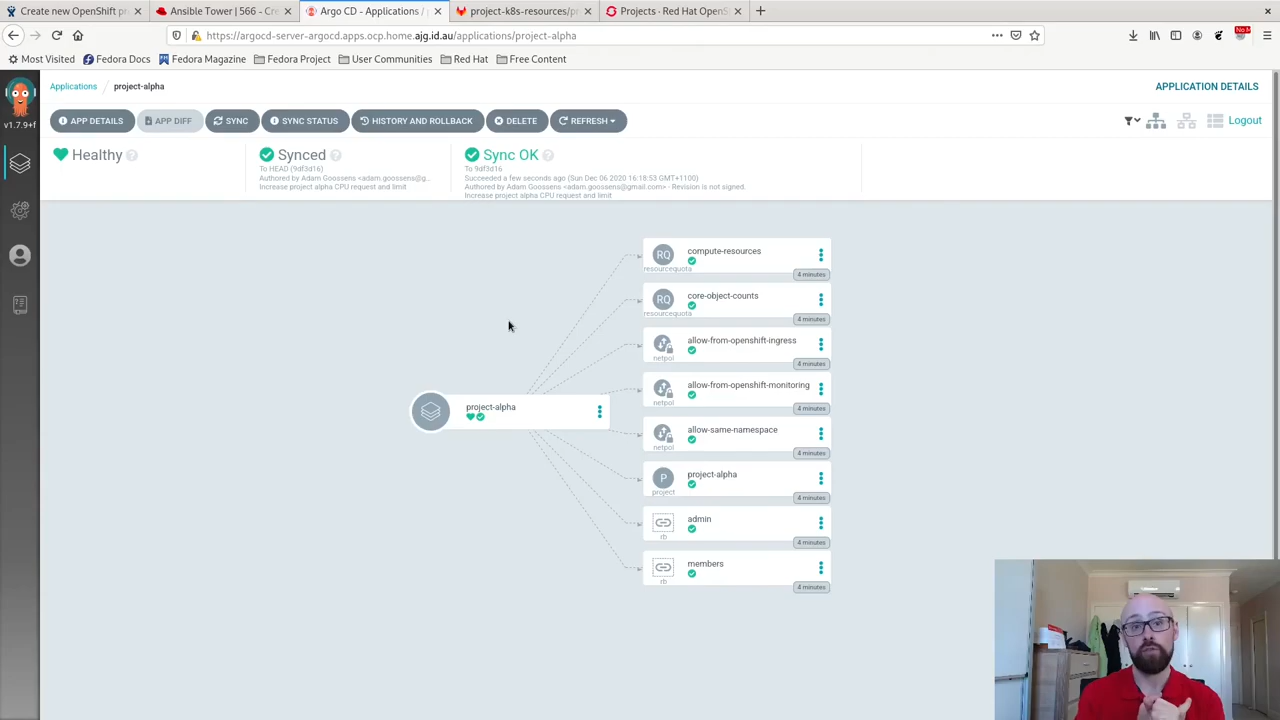 Create new OpenShift pr
Ansible Tower | 566 - Cre
Argo CD - Applications /
project-k8s-resources/pr
Projects · Red Hat OpenS
https://argocd-server-argocd.apps.ocp.home.ajg.id.au/applications/project-alpha
Most Visited
Fedora Docs
Fedora Magazine
Fedora Project
User Communities
Red Hat
Free Content
v1.7.9+f
Applications / project-alpha
APPLICATION DETAILS
APP DETAILS
APP DIFF
SYNC
SYNC STATUS
HISTORY AND ROLLBACK
DELETE
REFRESH
Logout
Healthy
Synced
To HEAD (9df3d16)
Authored by Adam Goossens <adam.goossens@g...
Increase project alpha CPU request and limit
Sync OK
To 9df3d16
Succeeded a few seconds ago (Sun Dec 06 2020 16:18:53 GMT+1100)
Authored by Adam Goossens <adam.goossens@gmail.com> - Revision is not signed.
Increase project alpha CPU request and limit
project-alpha
RQ
resourcequota
compute-resources
4 minutes
RQ
resourcequota
core-object-counts
4 minutes
netpol
allow-from-openshift-ingress
4 minutes
netpol
allow-from-openshift-monitoring
4 minutes
netpol
allow-same-namespace
4 minutes
P
project
project-alpha
4 minutes
rb
admin
4 minutes
rb
members
4 minutes